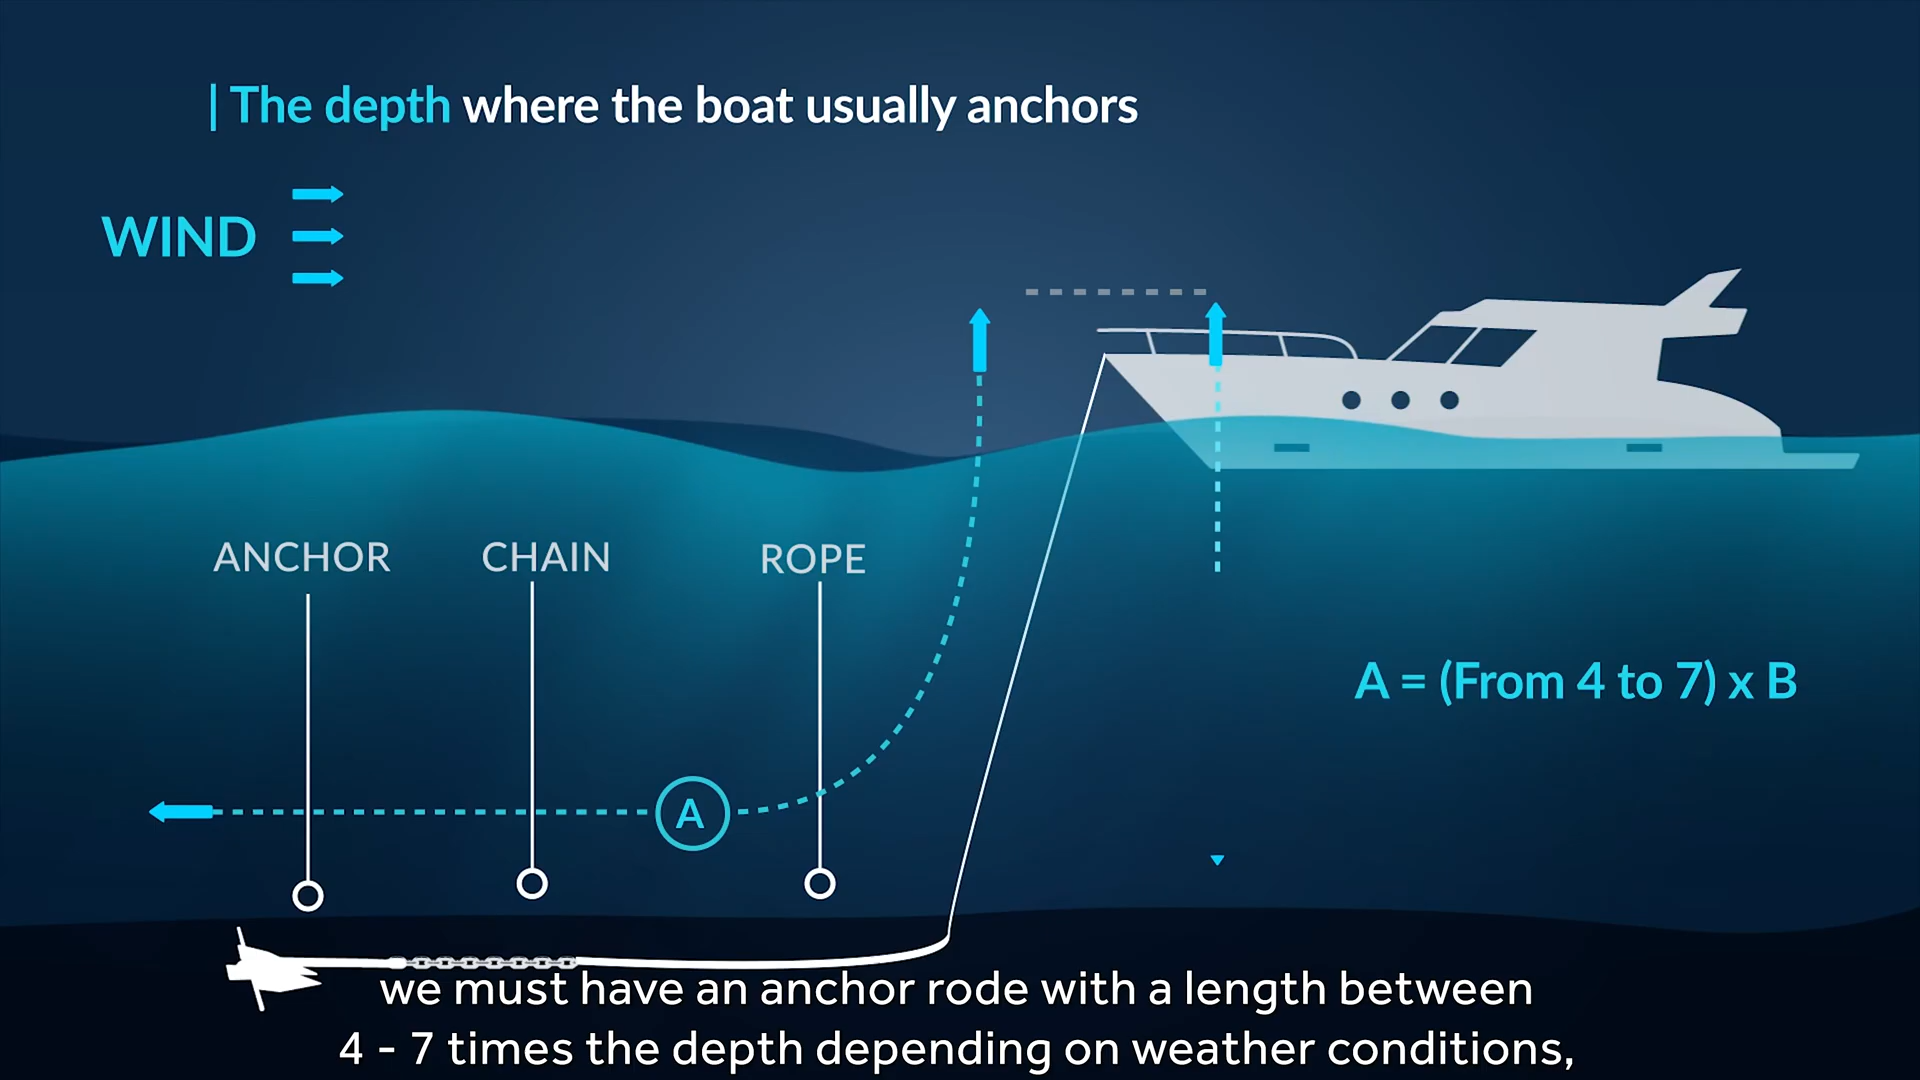 | The depth where the boat usually anchors
WIND
ANCHOR
CHAIN
ROPE
A = (From 4 to 7) x B
A
we must have an anchor rode with a length between
4 - 7 times the depth depending on weather conditions,